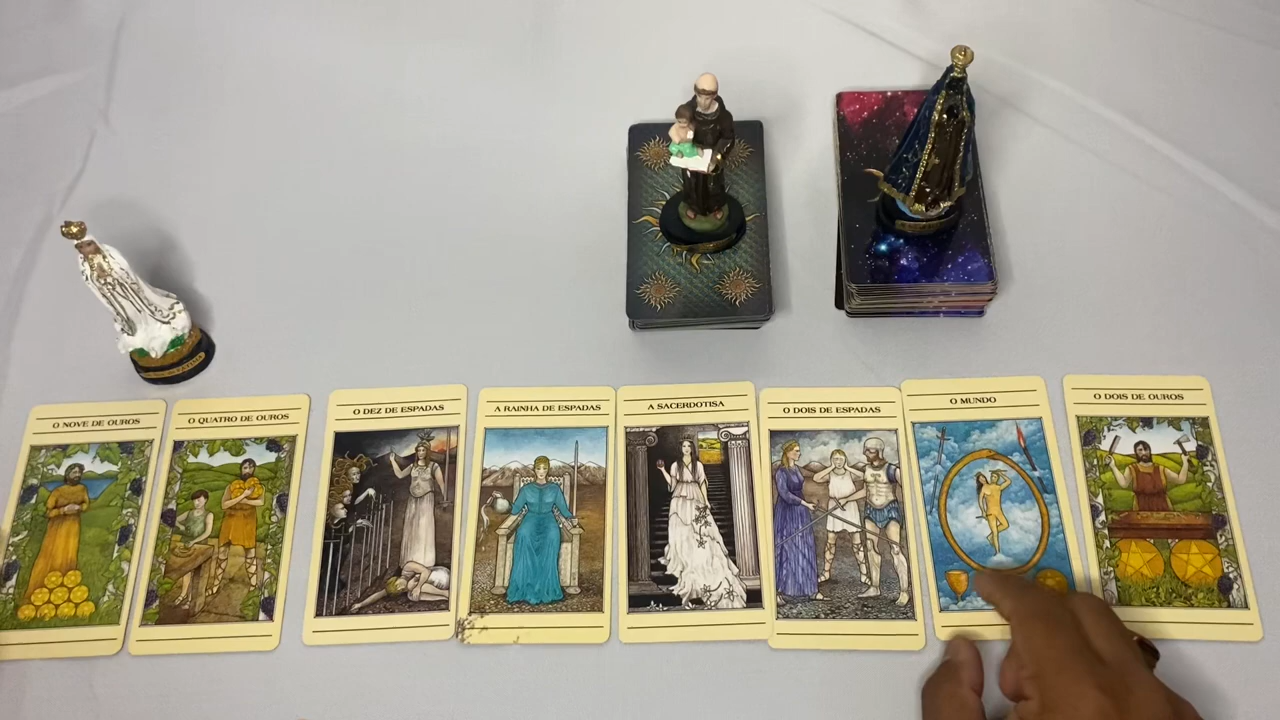 O NOVE DE OUROS
O QUATRO DE OUROS
O DEZ DE ESPADAS
A RAINHA DE ESPADAS
A SACERDOTISA
O DOIS DE ESPADAS
O MUNDO
O DOIS DE OUROS